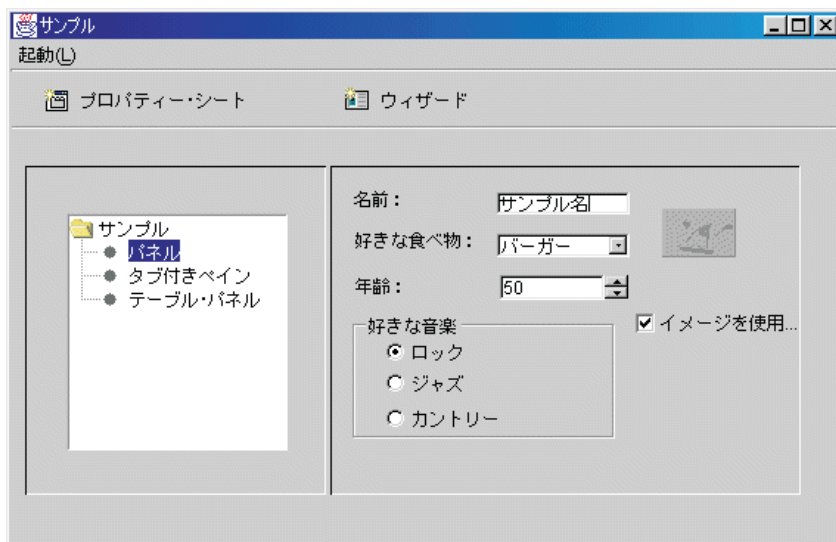 サンプル
起動(L)
プロパティー・シート
ウィザード
サンプル
パネル
タブ付きペイン
テーブル・パネル
名前：
サンプル名
好きな食べ物：
バーガー
年齢：
50
好きな音楽
ロック
ジャズ
カントリー
イメージを使用...